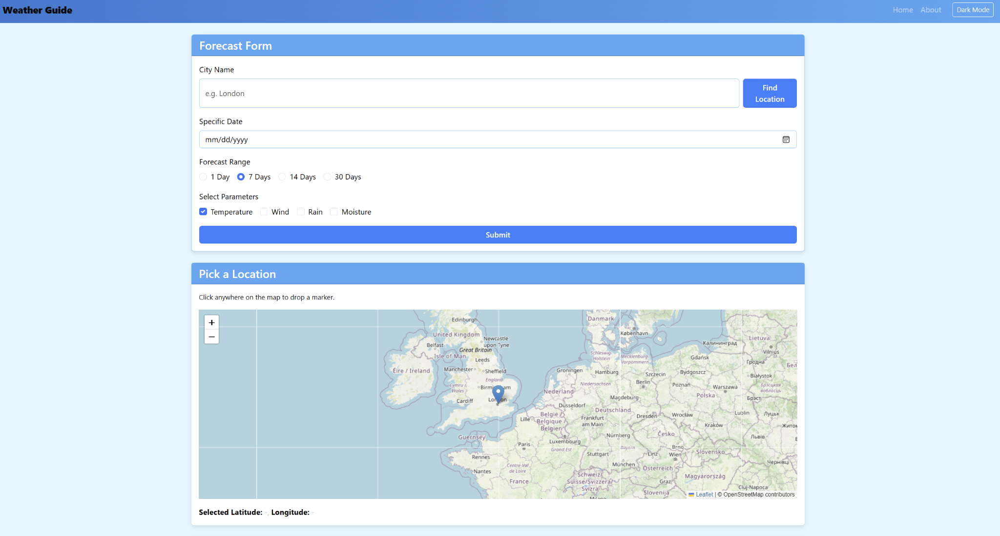 Weather Guide
Home About Dark Mode
Forecast Form
City Name
e.g. London
Find
Location
Specific Date
mm/dd/yyyy
Forecast Range
1 Day 7 Days 14 Days 30 Days
Select Parameters
Temperature Wind Rain Moisture
Submit
Pick a Location
Click anywhere on the map to drop a marker.
+
−
Edinburgh
United Kingdom
Newcastle
upon Tyne
Belfast
Great Britain
Isle of Man
Leeds
Manchester
Sheffield
Éire / Ireland
England
Cymru /
Wales
Cardiff
Guernsey
Danmark
København
Schleswig-
Holstein
Mecklenburg-
Vorpommern
Lietuva
Калининград
Vilnius
Gdańsk
Гродна
Groningen
Hamburg
Szczecin
Bydgoszcz
Białystok
Niedersachsen
Berlin
Poznań
Warszawa
Брэсцкая
вобласць
Nederland
Magdeburg
Polska
Брэст
Düsseldorf
Deutschland
Lublin
Луцьк
Lille
België /
Belgique /
Belgien
Frankfurt
am Main
Dresden
Wrocław
Kraków
Luxembourg
Nürnberg
Česko
Львів
Paris
Grand Est
Bayern
Brno
Rennes
Stuttgart
Linz
Wien
Slovensko
Чернівці
Nantes
Centre-Val
de Loire
München
Österreich
France
Schweiz/
Suisse/Svizzera/
Svizra
Graz
Magyarország
Slovenija
Cluj-Napoca
Leaflet | © OpenStreetMap contributors
Selected Latitude: -, Longitude: -